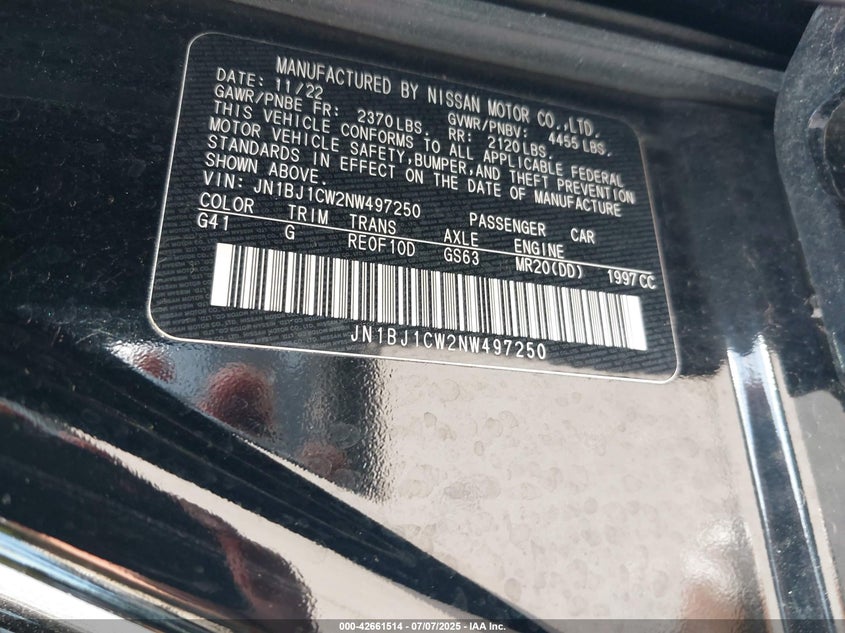 MANUFACTURED BY NISSAN MOTOR CO.,LTD.
DATE: 11/22 GVWR/PNBV: 4455 LBS.
GAWR/PNBE FR: 2370LBS. RR: 2120LBS.
THIS VEHICLE CONFORMS TO ALL APPLICABLE FEDERAL
MOTOR VEHICLE SAFETY,BUMPER,AND THEFT PREVENTION
STANDARDS IN EFFECT ON THE DATE OF MANUFACTURE
SHOWN ABOVE.
VIN: JN1BJ1CW2NW497250 PASSENGER CAR
COLOR TRIM TRANS AXLE ENGINE
G41 G RE0F10D GS63 MR20(DD) 1997CC
JN1BJ1CW2NW497250
000-42661514 - 07/07/2025 - IAA Inc.